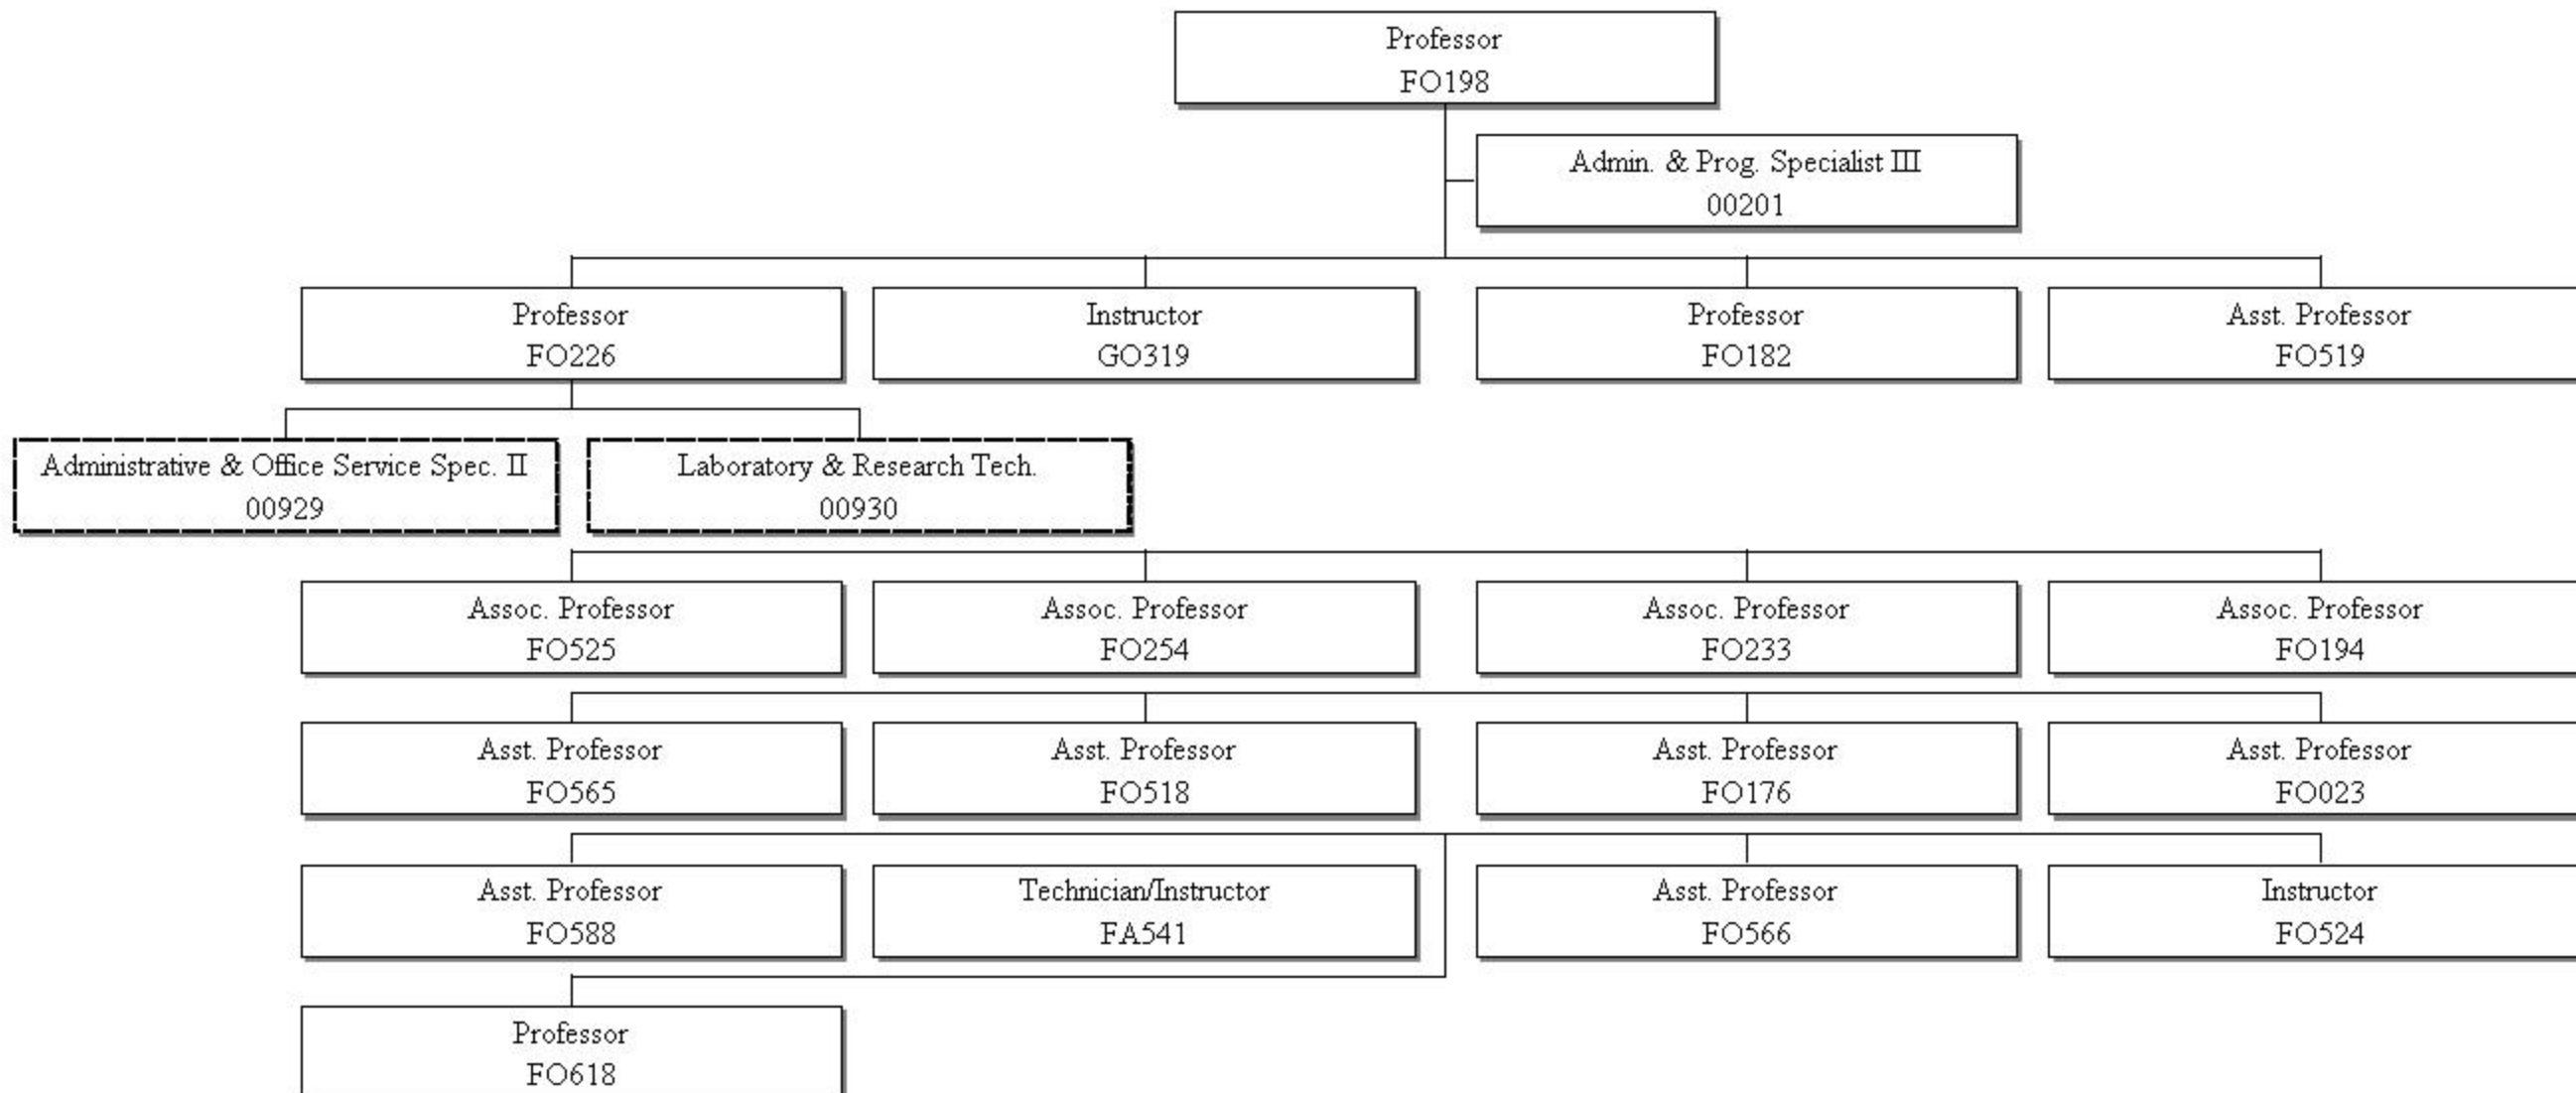 Professor
FO198
Admin. & Prog. Specialist III
00201
Professor
FO226
Instructor
GO319
Professor
FO182
Asst. Professor
FO519
Administrative & Office Service Spec. II
00929
Laboratory & Research Tech.
00930
Assoc. Professor
FO525
Assoc. Professor
FO254
Assoc. Professor
FO233
Assoc. Professor
FO194
Asst. Professor
FO565
Asst. Professor
FO518
Asst. Professor
FO176
Asst. Professor
FO023
Asst. Professor
FO588
Technician/Instructor
FA541
Asst. Professor
FO566
Instructor
FO524
Professor
FO618